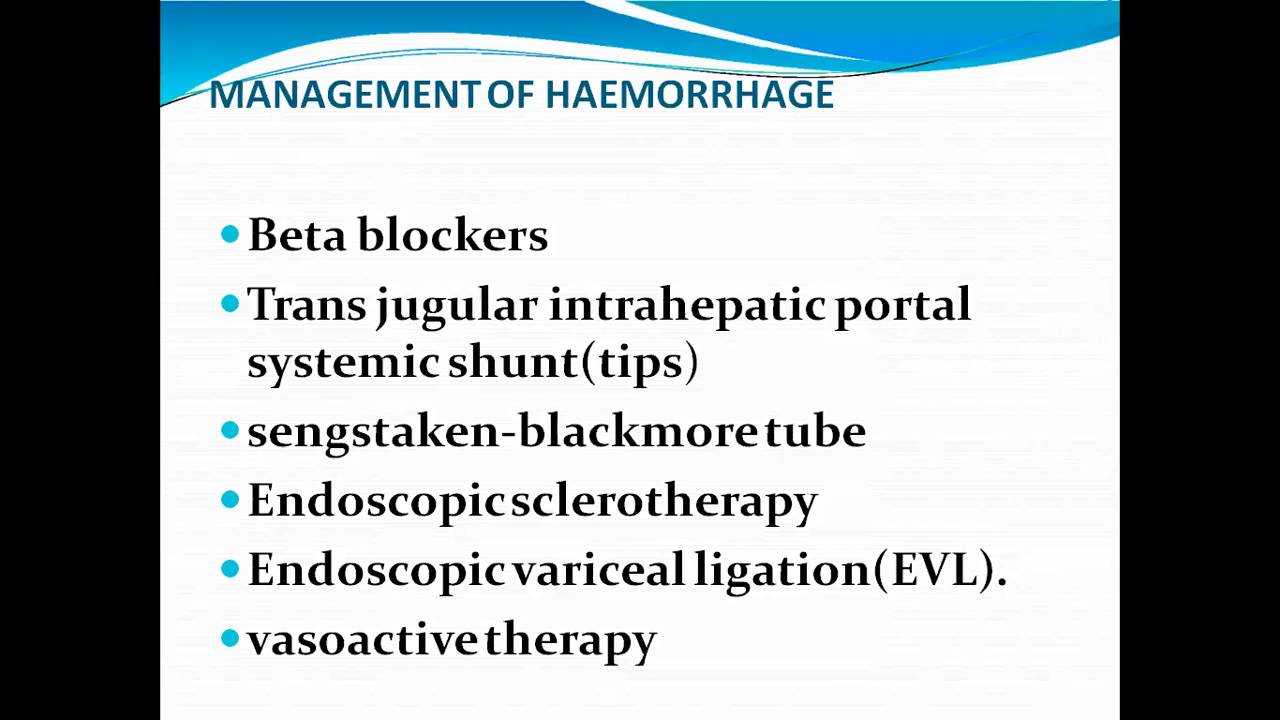 MANAGEMENT OF HAEMORRHAGE
Beta blockers
Trans jugular intrahepatic portal
systemic shunt(tips)
sengstaken-blackmore tube
Endoscopic sclerotherapy
Endoscopic variceal ligation(EVL).
vasoactive therapy